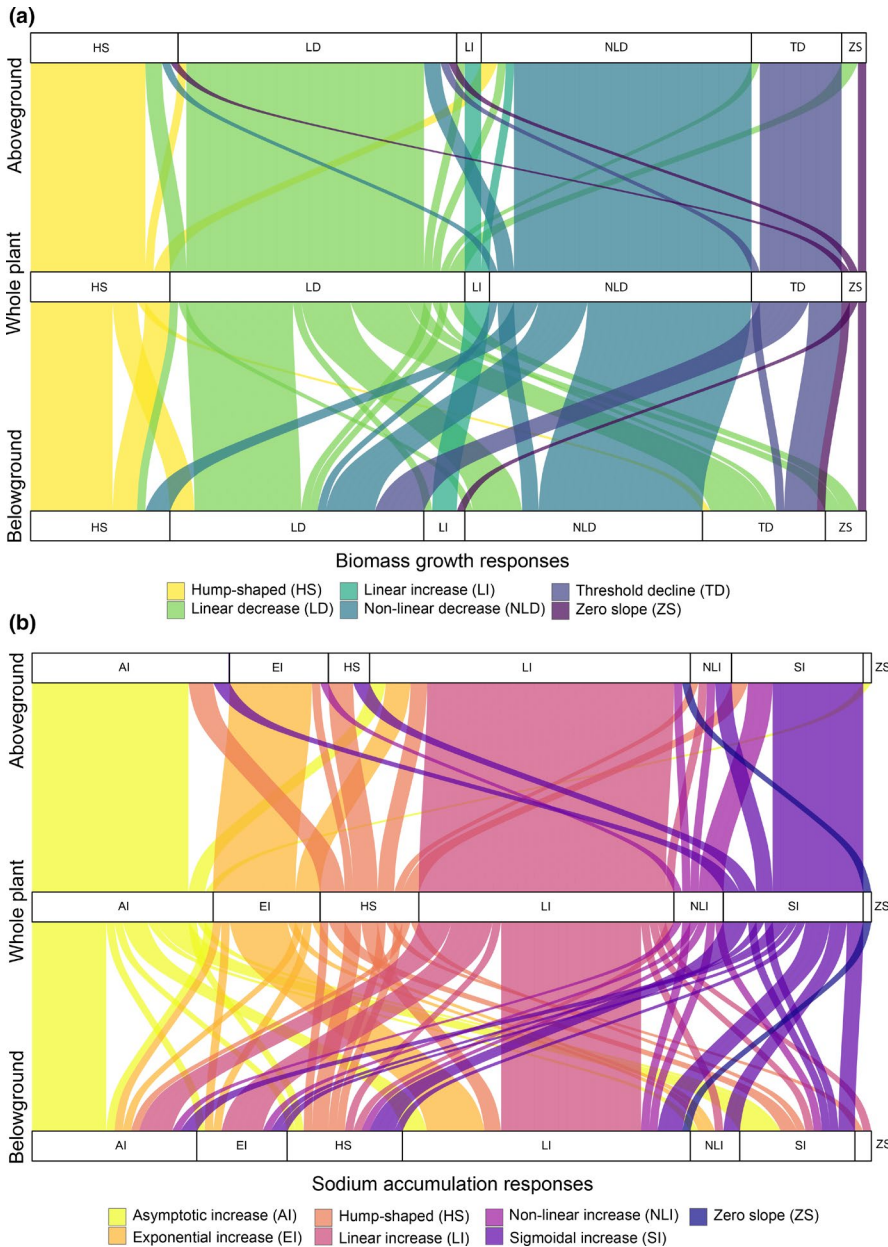 (a)
HS LD LI NLD TD ZS
Aboveground
Whole plant
HS LD LI NLD TD ZS
Belowground
HS LD LI NLD TD ZS
Biomass growth responses
Hump-shaped (HS) Linear increase (LI) Threshold decline (TD)
Linear decrease (LD) Non-linear decrease (NLD) Zero slope (ZS)
(b)
AI EI HS LI NLI SI ZS
Aboveground
Whole plant
AI EI HS LI NLI SI ZS
Belowground
AI EI HS LI NLI SI ZS
Sodium accumulation responses
Asymptotic increase (AI) Hump-shaped (HS) Non-linear increase (NLI) Zero slope (ZS)
Exponential increase (EI) Linear increase (LI) Sigmoidal increase (SI)